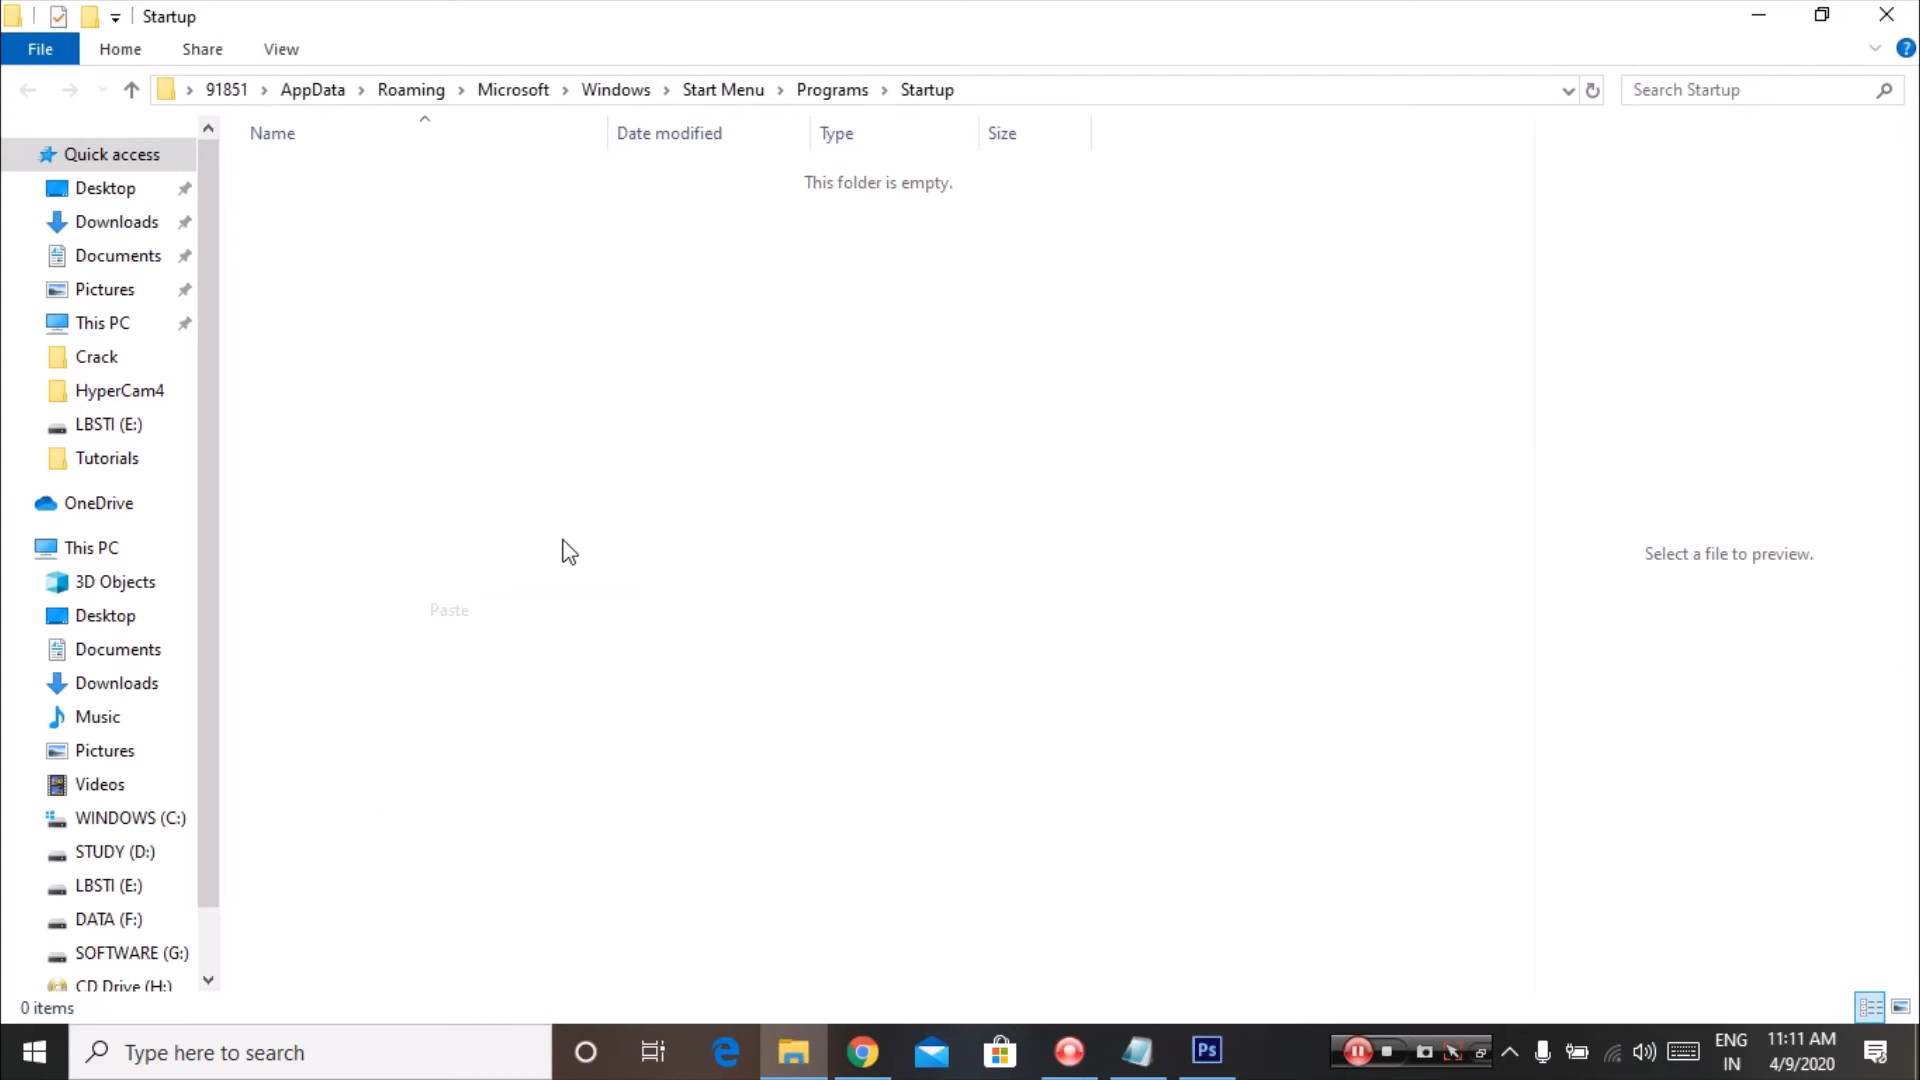 Startup
File Home Share View
91851 AppData Roaming Microsoft Windows Start Menu Programs Startup
Search Startup
Name Date modified Type Size
This folder is empty.
Quick access
Desktop
Downloads
Documents
Pictures
This PC
Crack
HyperCam4
LBSTI (E:)
Tutorials
OneDrive
This PC
3D Objects
Desktop
Documents
Downloads
Music
Pictures
Videos
WINDOWS (C:)
STUDY (D:)
LBSTI (E:)
DATA (F:)
SOFTWARE (G:)
CD Drive (H:)
Paste
Select a file to preview.
0 items
Type here to search
Ps
ENG
IN
11:11 AM
4/9/2020